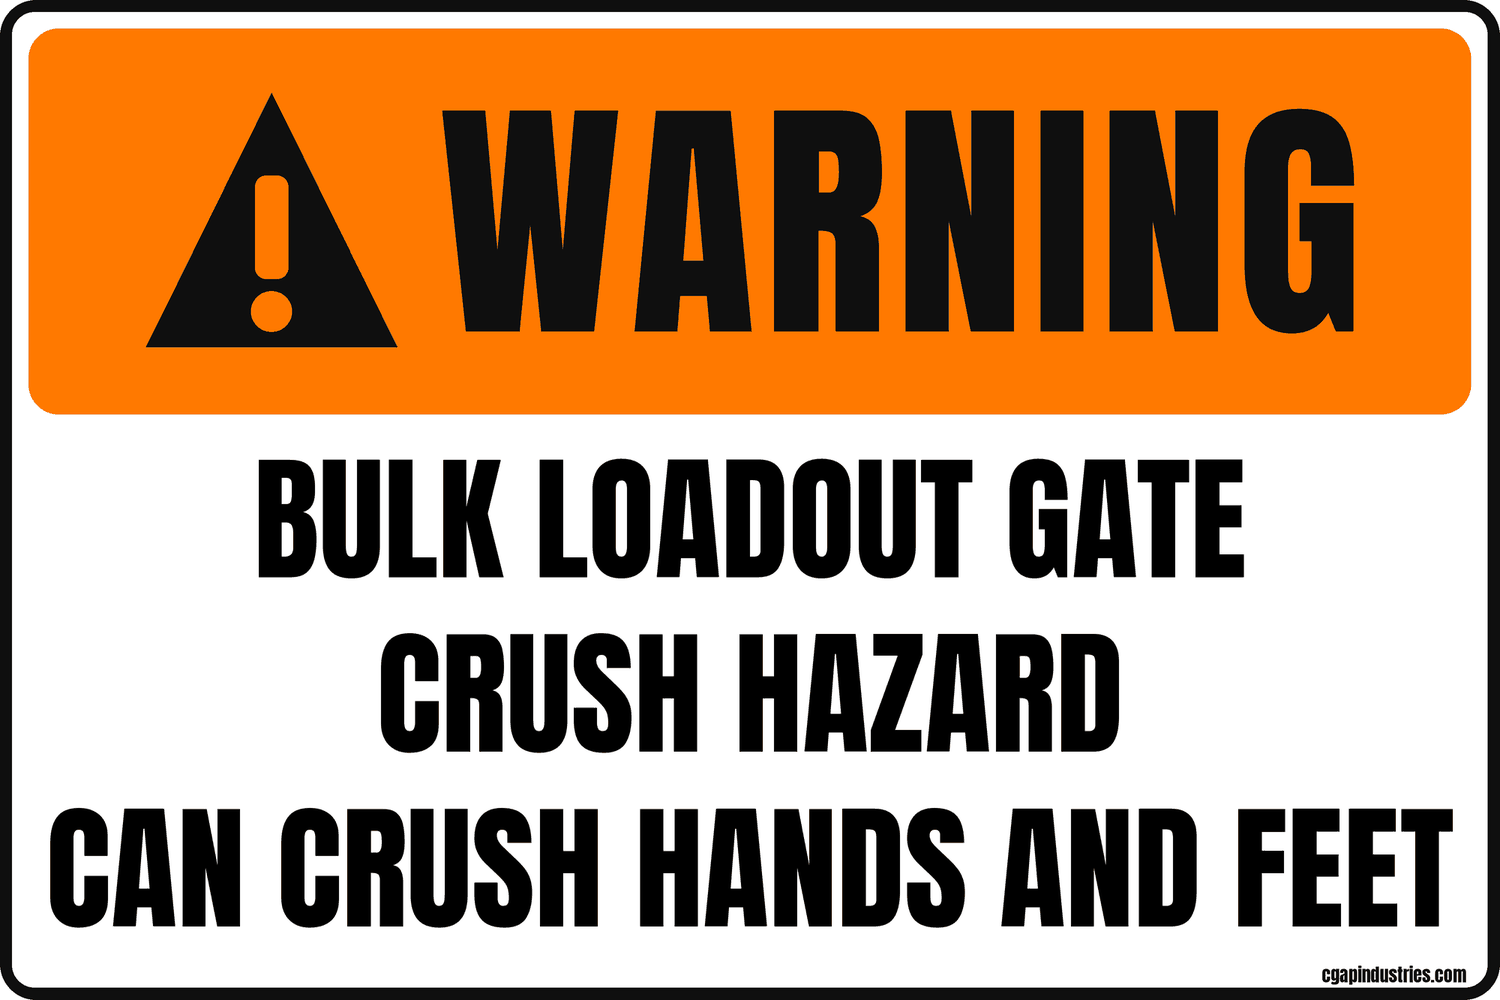 WARNING
BULK LOADOUT GATE
CRUSH HAZARD
CAN CRUSH HANDS AND FEET
cgapindustries.com